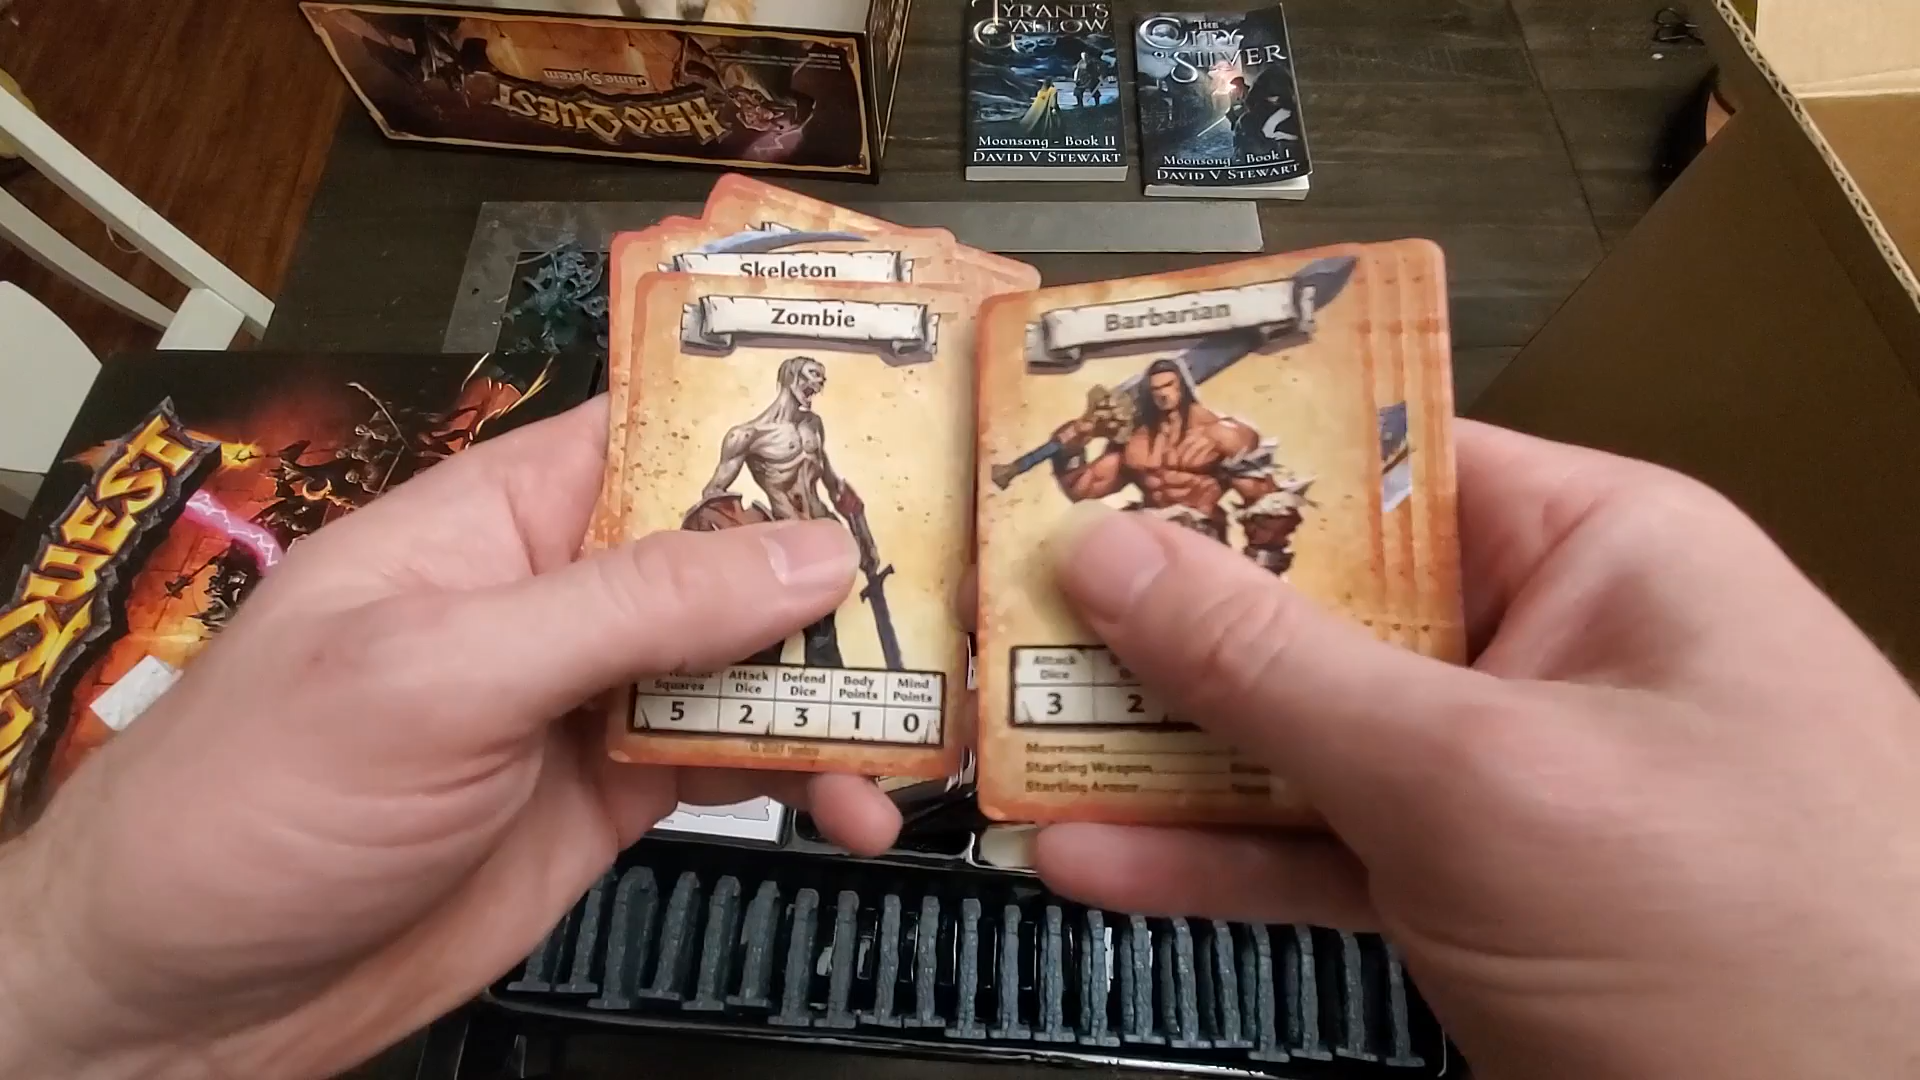 TYRANT'S
GALLOW
Moonsong - Book II
DAVID V STEWART
THE
CITY
OF
SILVER
Moonsong - Book I
DAVID V STEWART
HEROQUEST
Game System
QUEST
Skeleton
Zombie
Squares
Attack
Dice
Defend
Dice
Body
Points
Mind
Points
5 2 3 1 0
Barbarian
Attack
Dice
3 2
Movement
Starting Weapon
Starting Armor